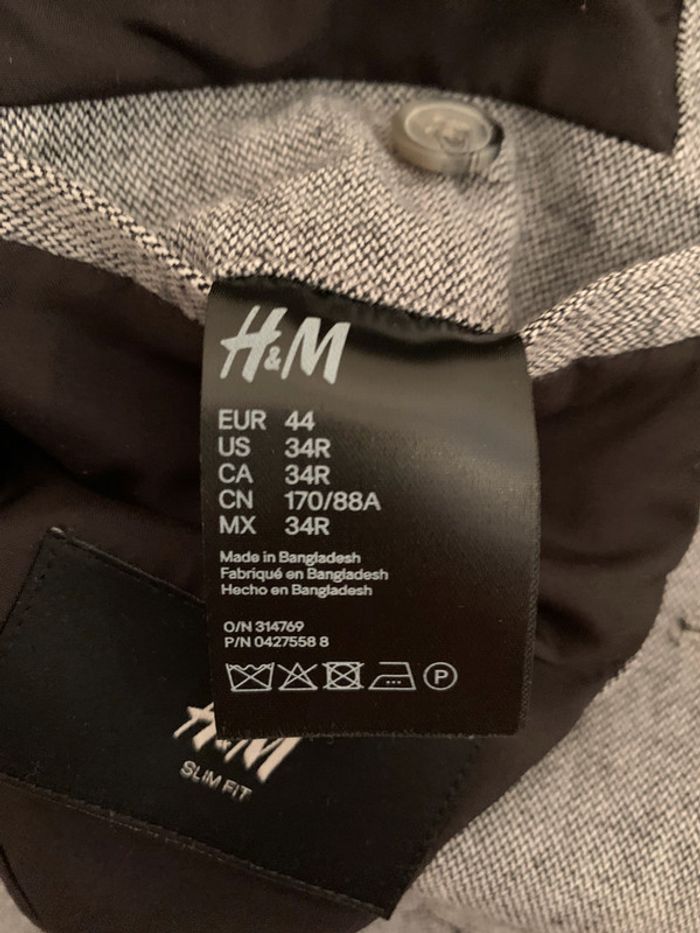 H&M
EUR 44
US 34R
CA 34R
CN 170/88A
MX 34R
Made in Bangladesh
Fabriqué en Bangladesh
Hecho en Bangladesh
O/N 314769
P/N 0427558 8
P
H&M
SLIM FIT